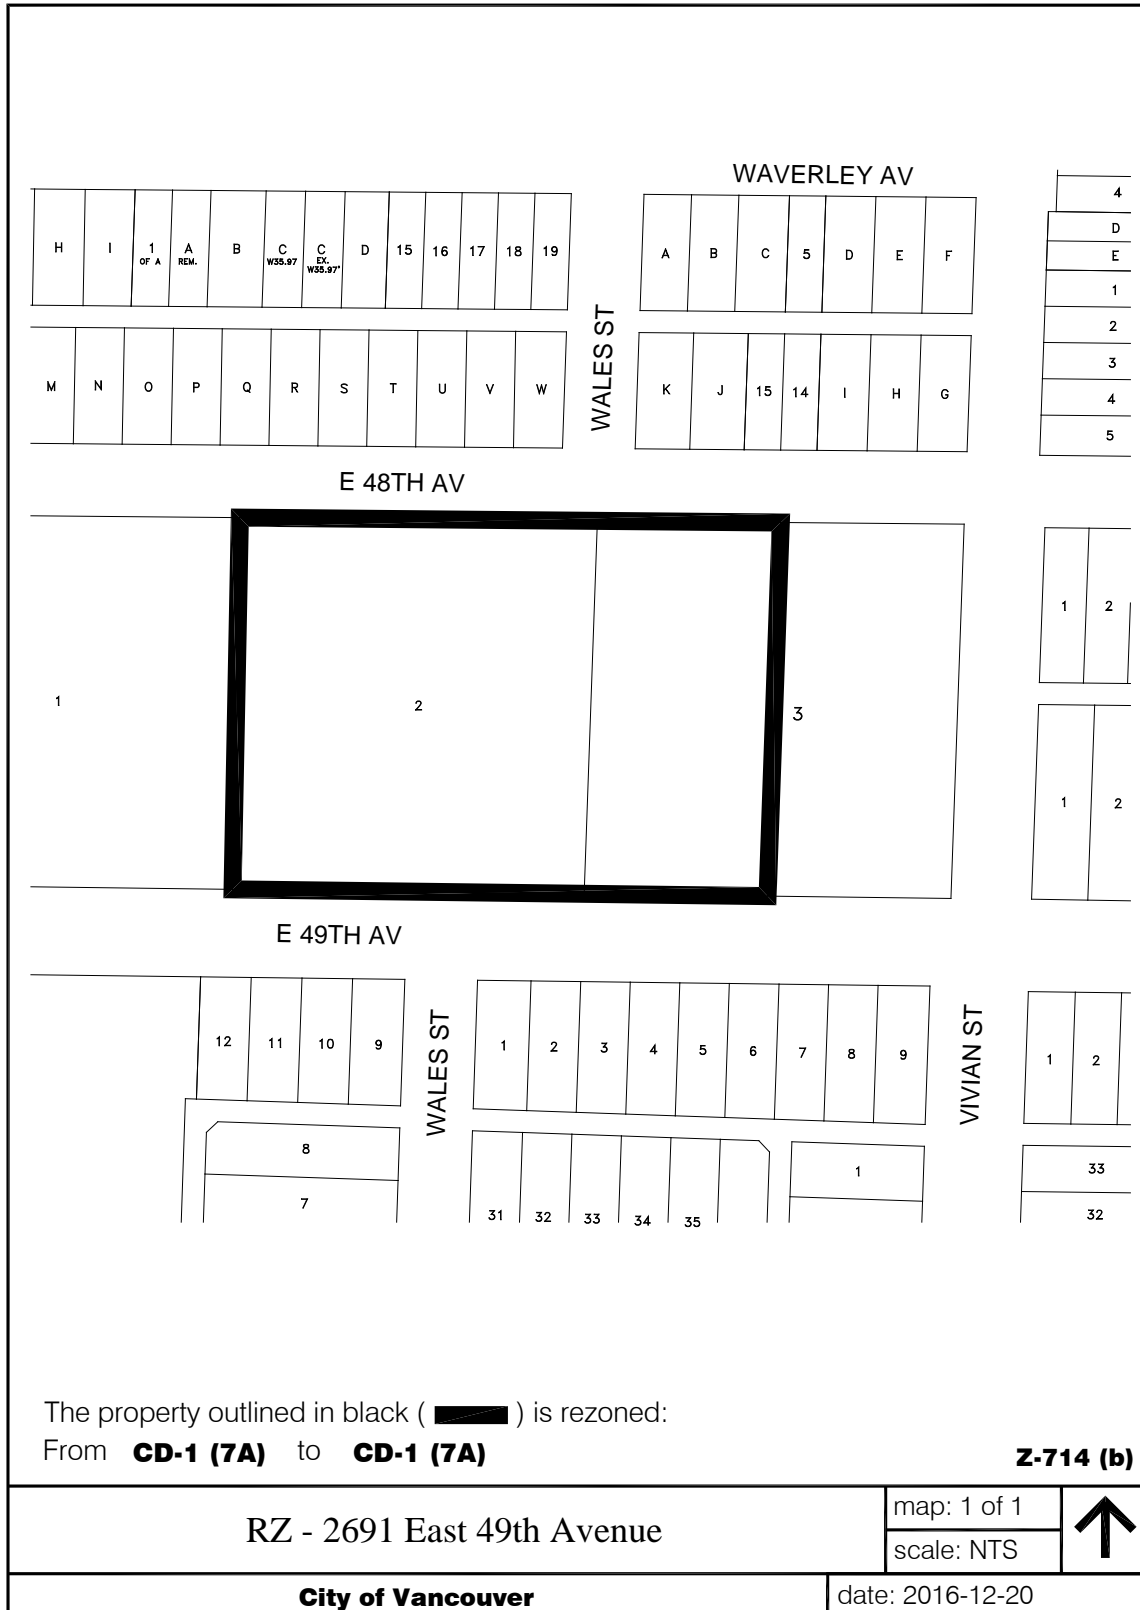 WAVERLEY AV
4
D
E
1
2
3
4
5
H I 1 OF A A REM. B C W35.97 C EX. W35.97' D 15 16 17 18 19
A B C 5 D E F
WALES ST
M N O P Q R S T U V W
K J 15 14 I H G
E 48TH AV
1 2
1 2 3
1 2
E 49TH AV
12 11 10 9
WALES ST
1 2 3 4 5 6 7 8 9
VIVIAN ST
1 2
8
7
31 32 33 34 35
1
33
32
The property outlined in black ( ) is rezoned:
From CD-1 (7A) to CD-1 (7A)
Z-714 (b)
RZ - 2691 East 49th Avenue
map: 1 of 1
scale: NTS
City of Vancouver
date: 2016-12-20